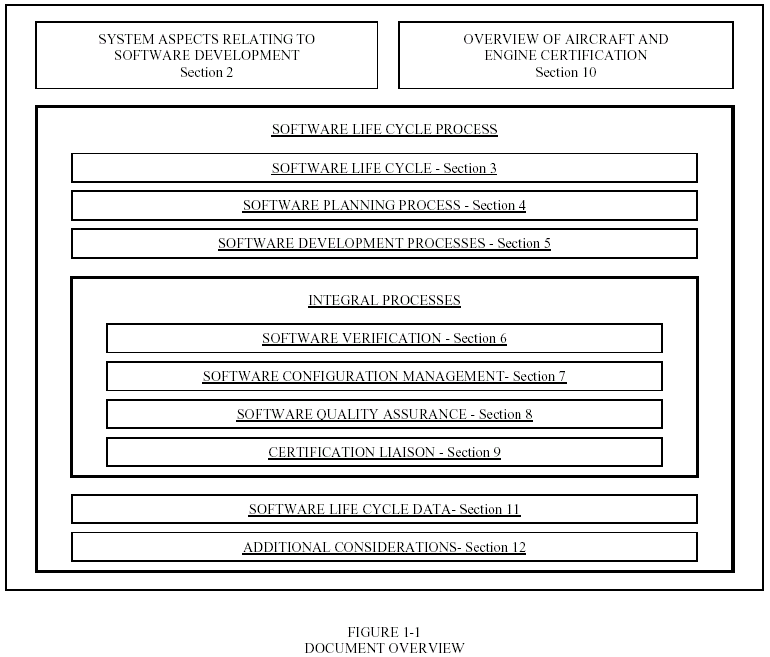 SYSTEM ASPECTS RELATING TO
SOFTWARE DEVELOPMENT
Section 2
OVERVIEW OF AIRCRAFT AND
ENGINE CERTIFICATION
Section 10
SOFTWARE LIFE CYCLE PROCESS
SOFTWARE LIFE CYCLE - Section 3
SOFTWARE PLANNING PROCESS - Section 4
SOFTWARE DEVELOPMENT PROCESSES - Section 5
INTEGRAL PROCESSES
SOFTWARE VERIFICATION - Section 6
SOFTWARE CONFIGURATION MANAGEMENT- Section 7
SOFTWARE QUALITY ASSURANCE - Section 8
CERTIFICATION LIAISON - Section 9
SOFTWARE LIFE CYCLE DATA- Section 11
ADDITIONAL CONSIDERATIONS- Section 12
FIGURE 1-1
DOCUMENT OVERVIEW